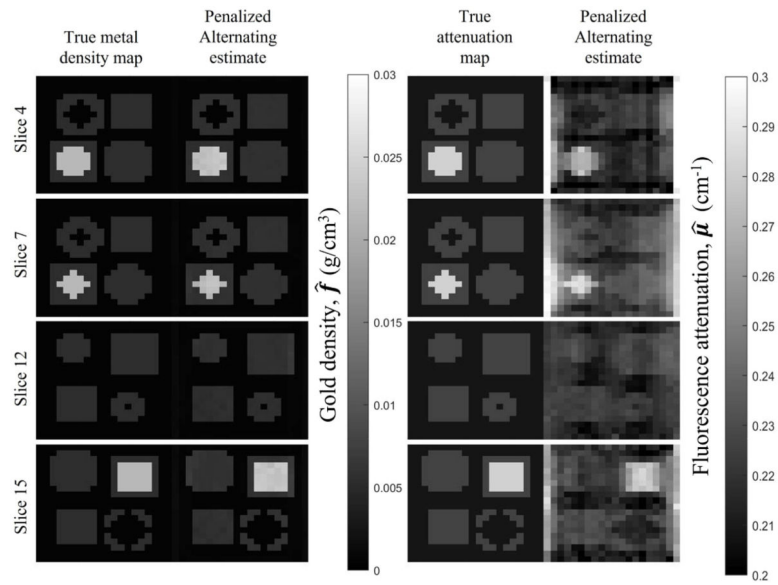 True metal
density map
Penalized
Alternating
estimate
True
attenuation
map
Penalized
Alternating
estimate
Slice 4
Slice 7
Slice 12
Slice 15
0.03
0.025
0.02
0.015
0.01
0.005
0
Gold density, f̂ (g/cm³)
0.3
0.29
0.28
0.27
0.26
0.25
0.24
0.23
0.22
0.21
0.2
Fluorescence attenuation, μ̂ (cm⁻¹)